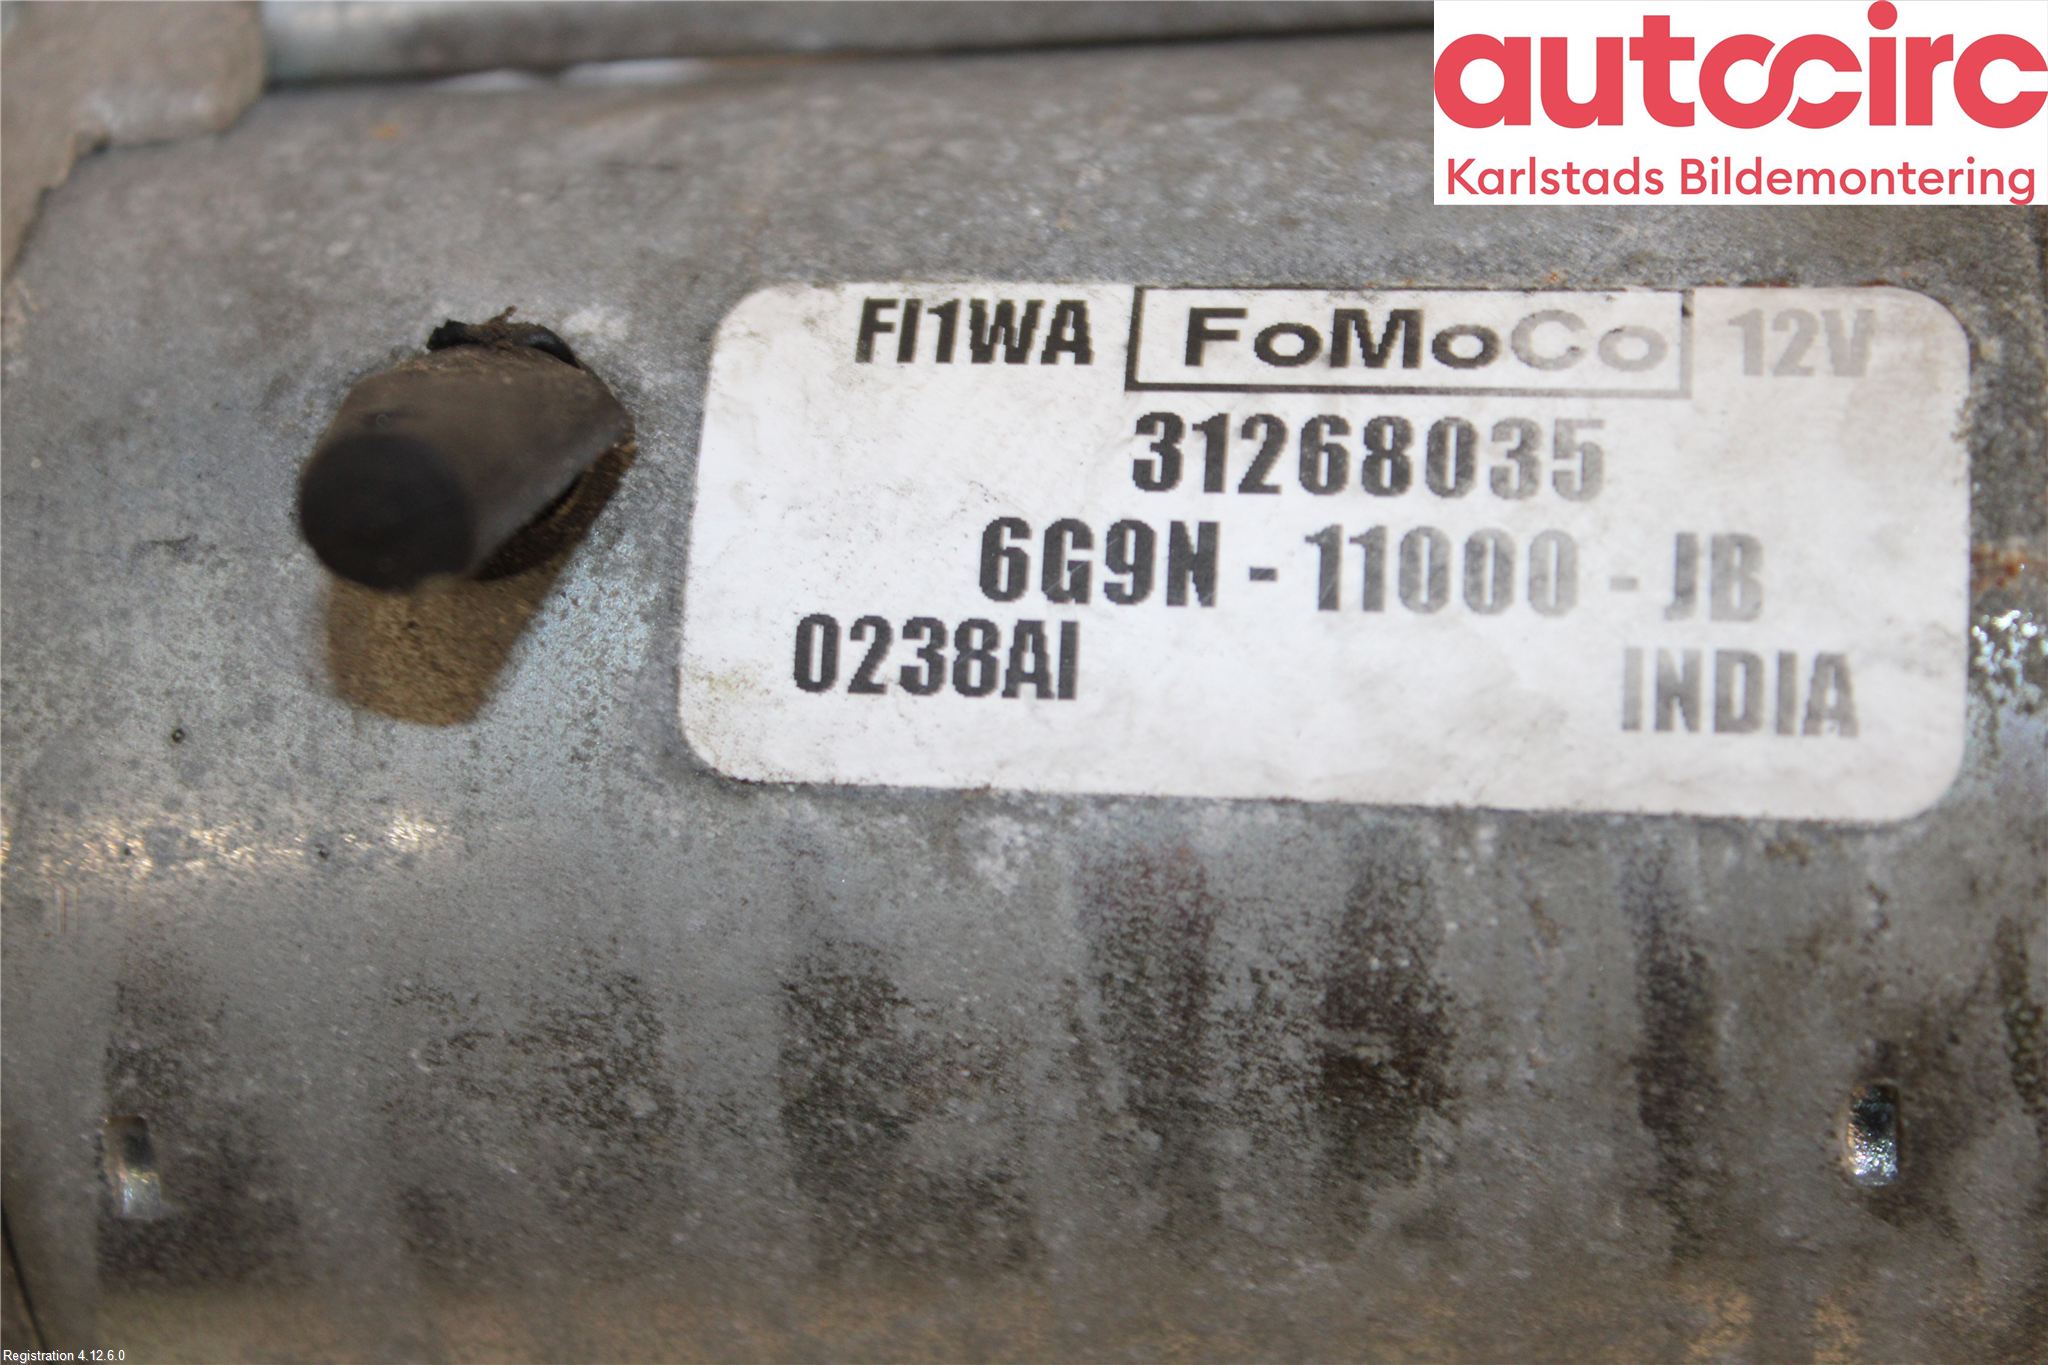 autocirc
Karlstads Bildemontering
FI1WA FoMoCo 12V
31268035
6G9N - 11000 - JB
0238AI
INDIA
Registration 4.12.6.0